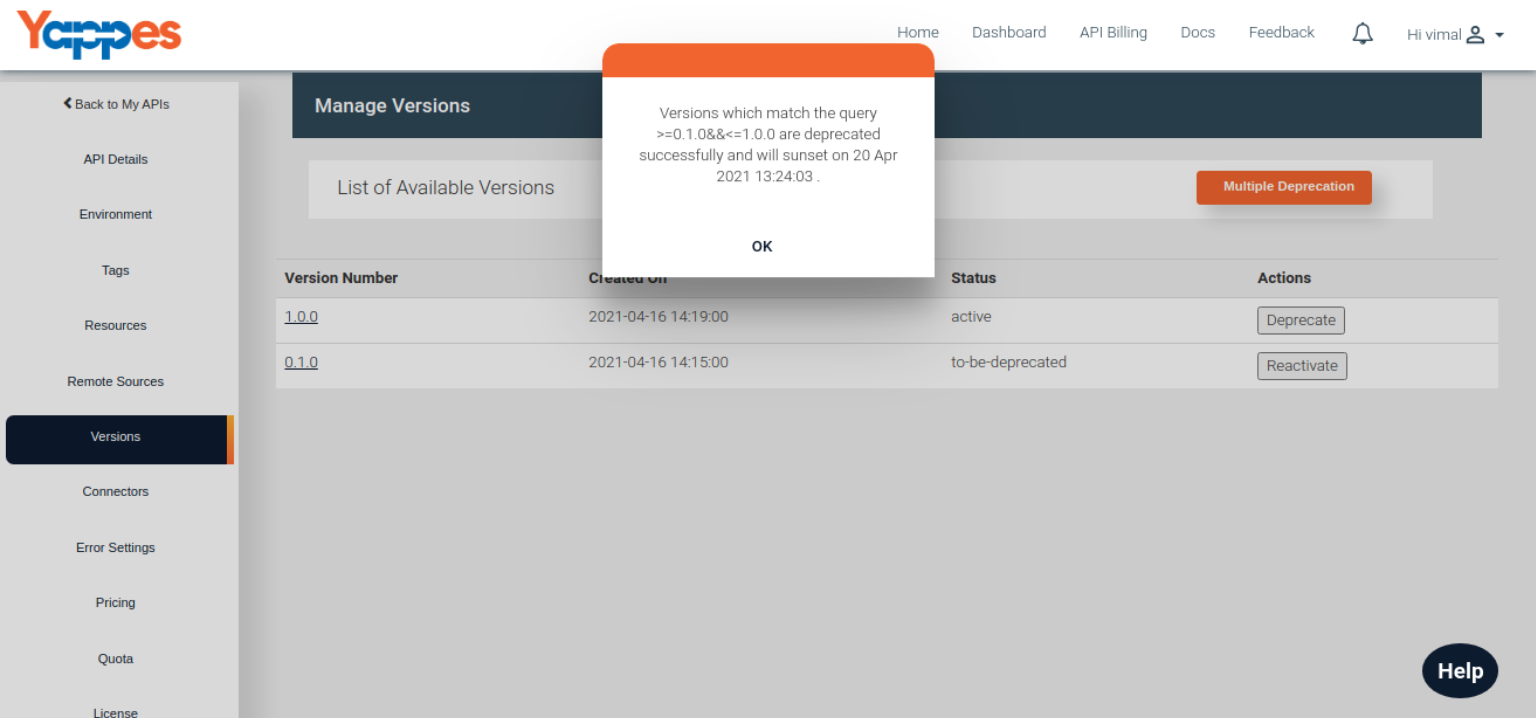 Yappes
Home Dashboard API Billing Docs Feedback Hi vimal
Back to My APIs
API Details
Environment
Tags
Resources
Remote Sources
Versions
Connectors
Error Settings
Pricing
Quota
License
Manage Versions
List of Available Versions
Multiple Deprecation
Versions which match the query
>=0.1.0&&<=1.0.0 are deprecated
successfully and will sunset on 20 Apr
2021 13:24:03 .
OK
Version Number Created On Status Actions
1.0.0 2021-04-16 14:19:00 active Deprecate
0.1.0 2021-04-16 14:15:00 to-be-deprecated Reactivate
Help